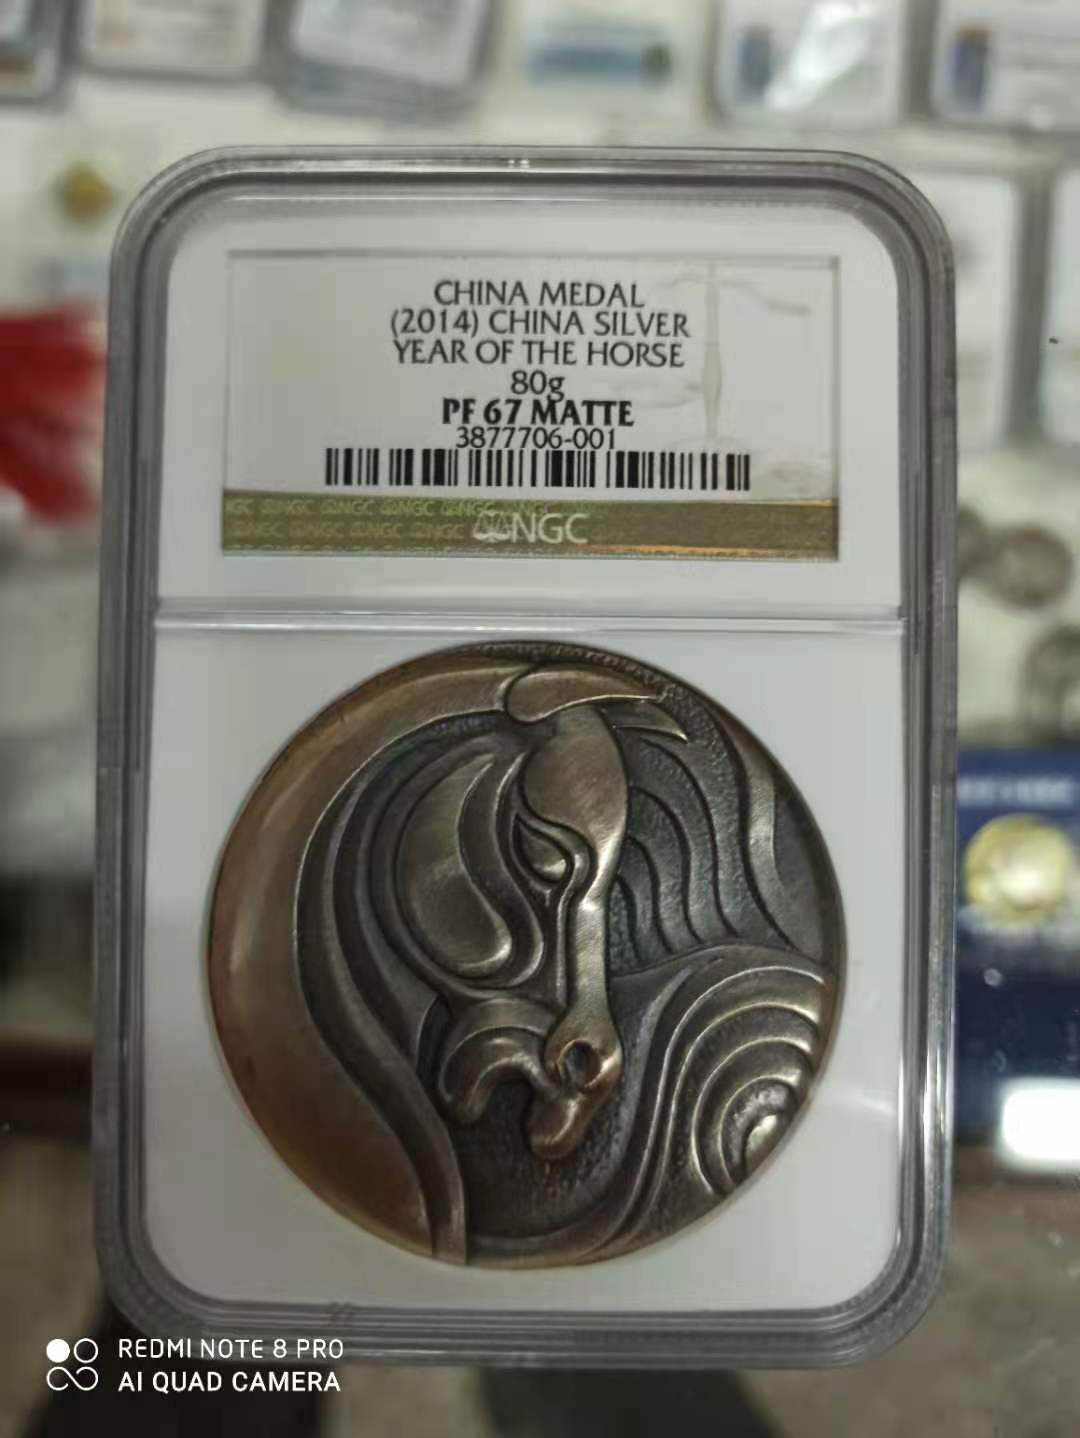 CHINA MEDAL
(2014) CHINA SILVER
YEAR OF THE HORSE
80g
PF 67 MATTE
3877706-001
NGC
REDMI NOTE 8 PRO
AI QUAD CAMERA